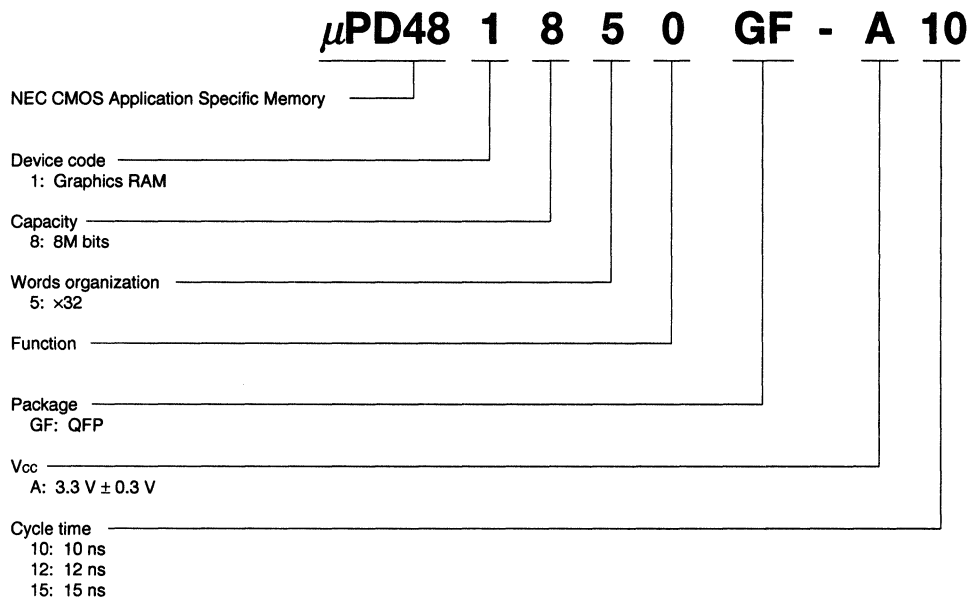 μPD48 1 8 5 0 GF - A 10
NEC CMOS Application Specific Memory
Device code
1: Graphics RAM
Capacity
8: 8M bits
Words organization
5: ×32
Function
Package
GF: QFP
Vcc
A: 3.3 V ± 0.3 V
Cycle time
10: 10 ns
12: 12 ns
15: 15 ns